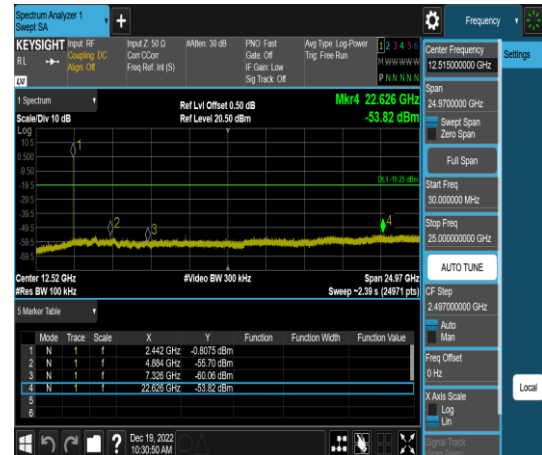 Spectrum Analyzer 1
Swept SA
Frequency
KEYSIGHT
Input: RF
Input Z: 50 Ω
#Atten: 30 dB
PNO: Fast
Avg Type: Log-Power
1 2 3 4 5 6
RL
Coupling: DC
Corr CCorr
Gate: Off
Trig: Free Run
Align: Off
Freq Ref: Int (S)
IF Gain: Low
M W W W W W
Sig Track: Off
P N N N N N
LXI
1 Spectrum
Ref Lvl Offset 0.50 dB
Mkr4 22.626 GHz
Scale/Div 10 dB
Ref Level 20.50 dBm
-53.82 dBm
Log
10.5
0.500
-9.50
-19.5
-29.5
-39.5
-49.5
-59.5
-69.5
1
2
3
4
DL1 -19.25 dBm
Center 12.52 GHz
#Video BW 300 kHz
Span 24.97 GHz
#Res BW 100 kHz
Sweep ~2.39 s (24971 pts)
5 Marker Table
Mode Trace Scale X Y Function Function Width Function Value
1 N 1 f 2.442 GHz -0.8075 dBm
2 N 1 f 4.884 GHz -55.70 dBm
3 N 1 f 7.326 GHz -60.06 dBm
4 N 1 f 22.626 GHz -53.82 dBm
5
6
?
Dec 19, 2022
10:30:50 AM
Center Frequency
12.515000000 GHz
Settings
Span
24.9700000 GHz
Swept Span
Zero Span
Full Span
Start Freq
30.000000 MHz
Stop Freq
25.000000000 GHz
AUTO TUNE
CF Step
2.497000000 GHz
Auto
Man
Freq Offset
0 Hz
Local
X Axis Scale
Log
Lin
Signal Track